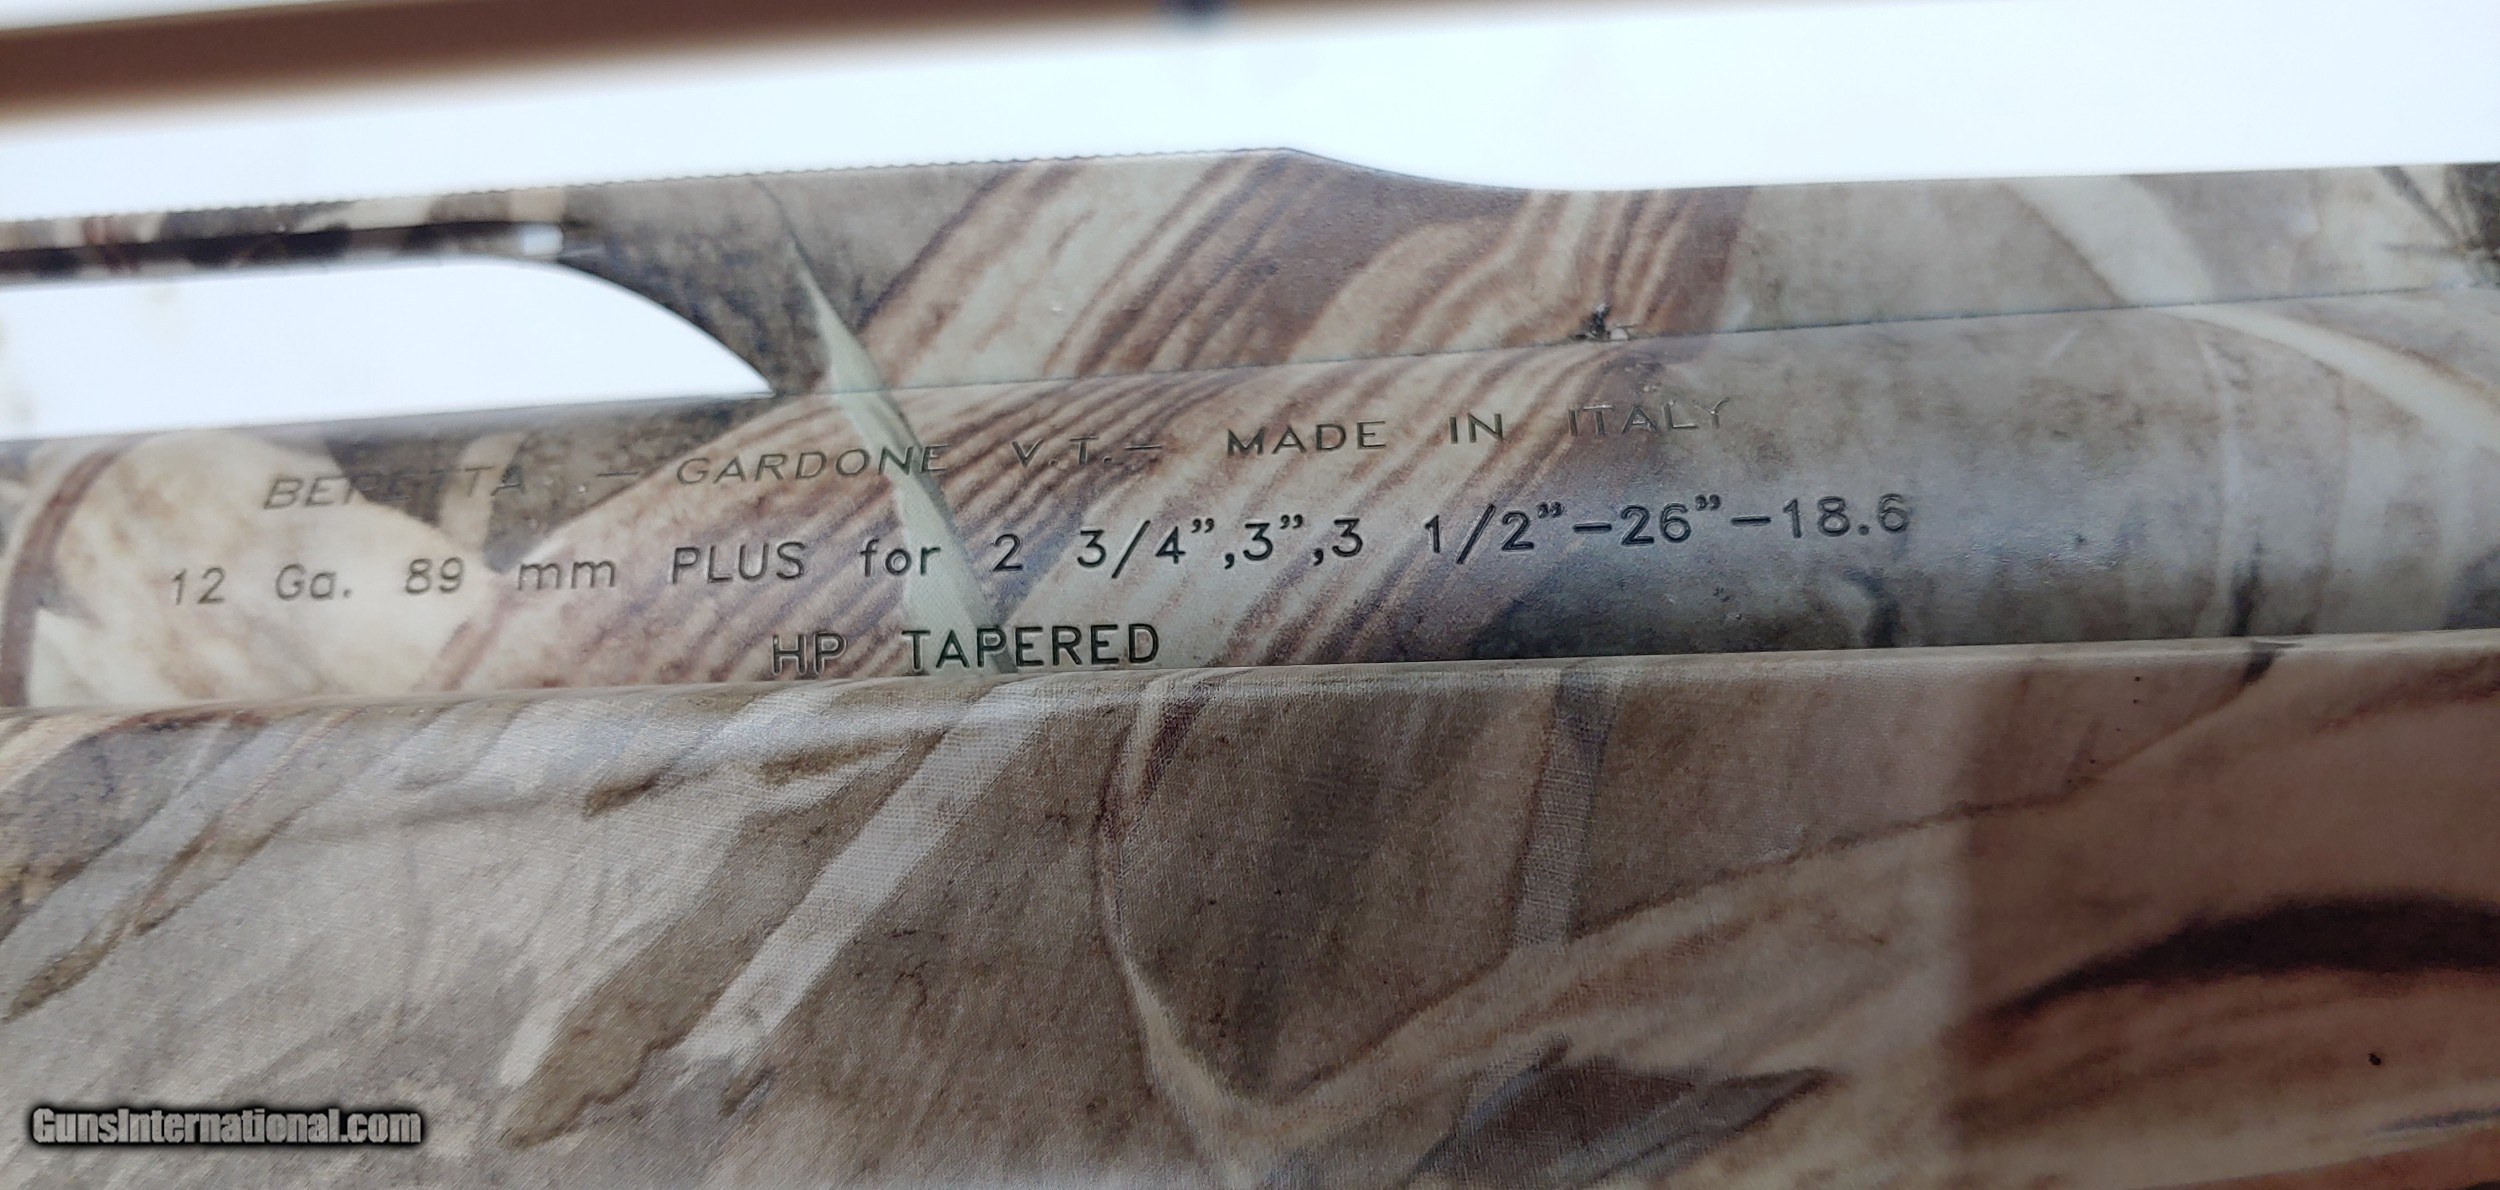 BERETTA – GARDONE V.T.– MADE IN ITALY
12 Ga. 89 mm PLUS for 2 3/4”,3”,3 1/2”–26”–18.6
HP TAPERED
GunsInternational.com